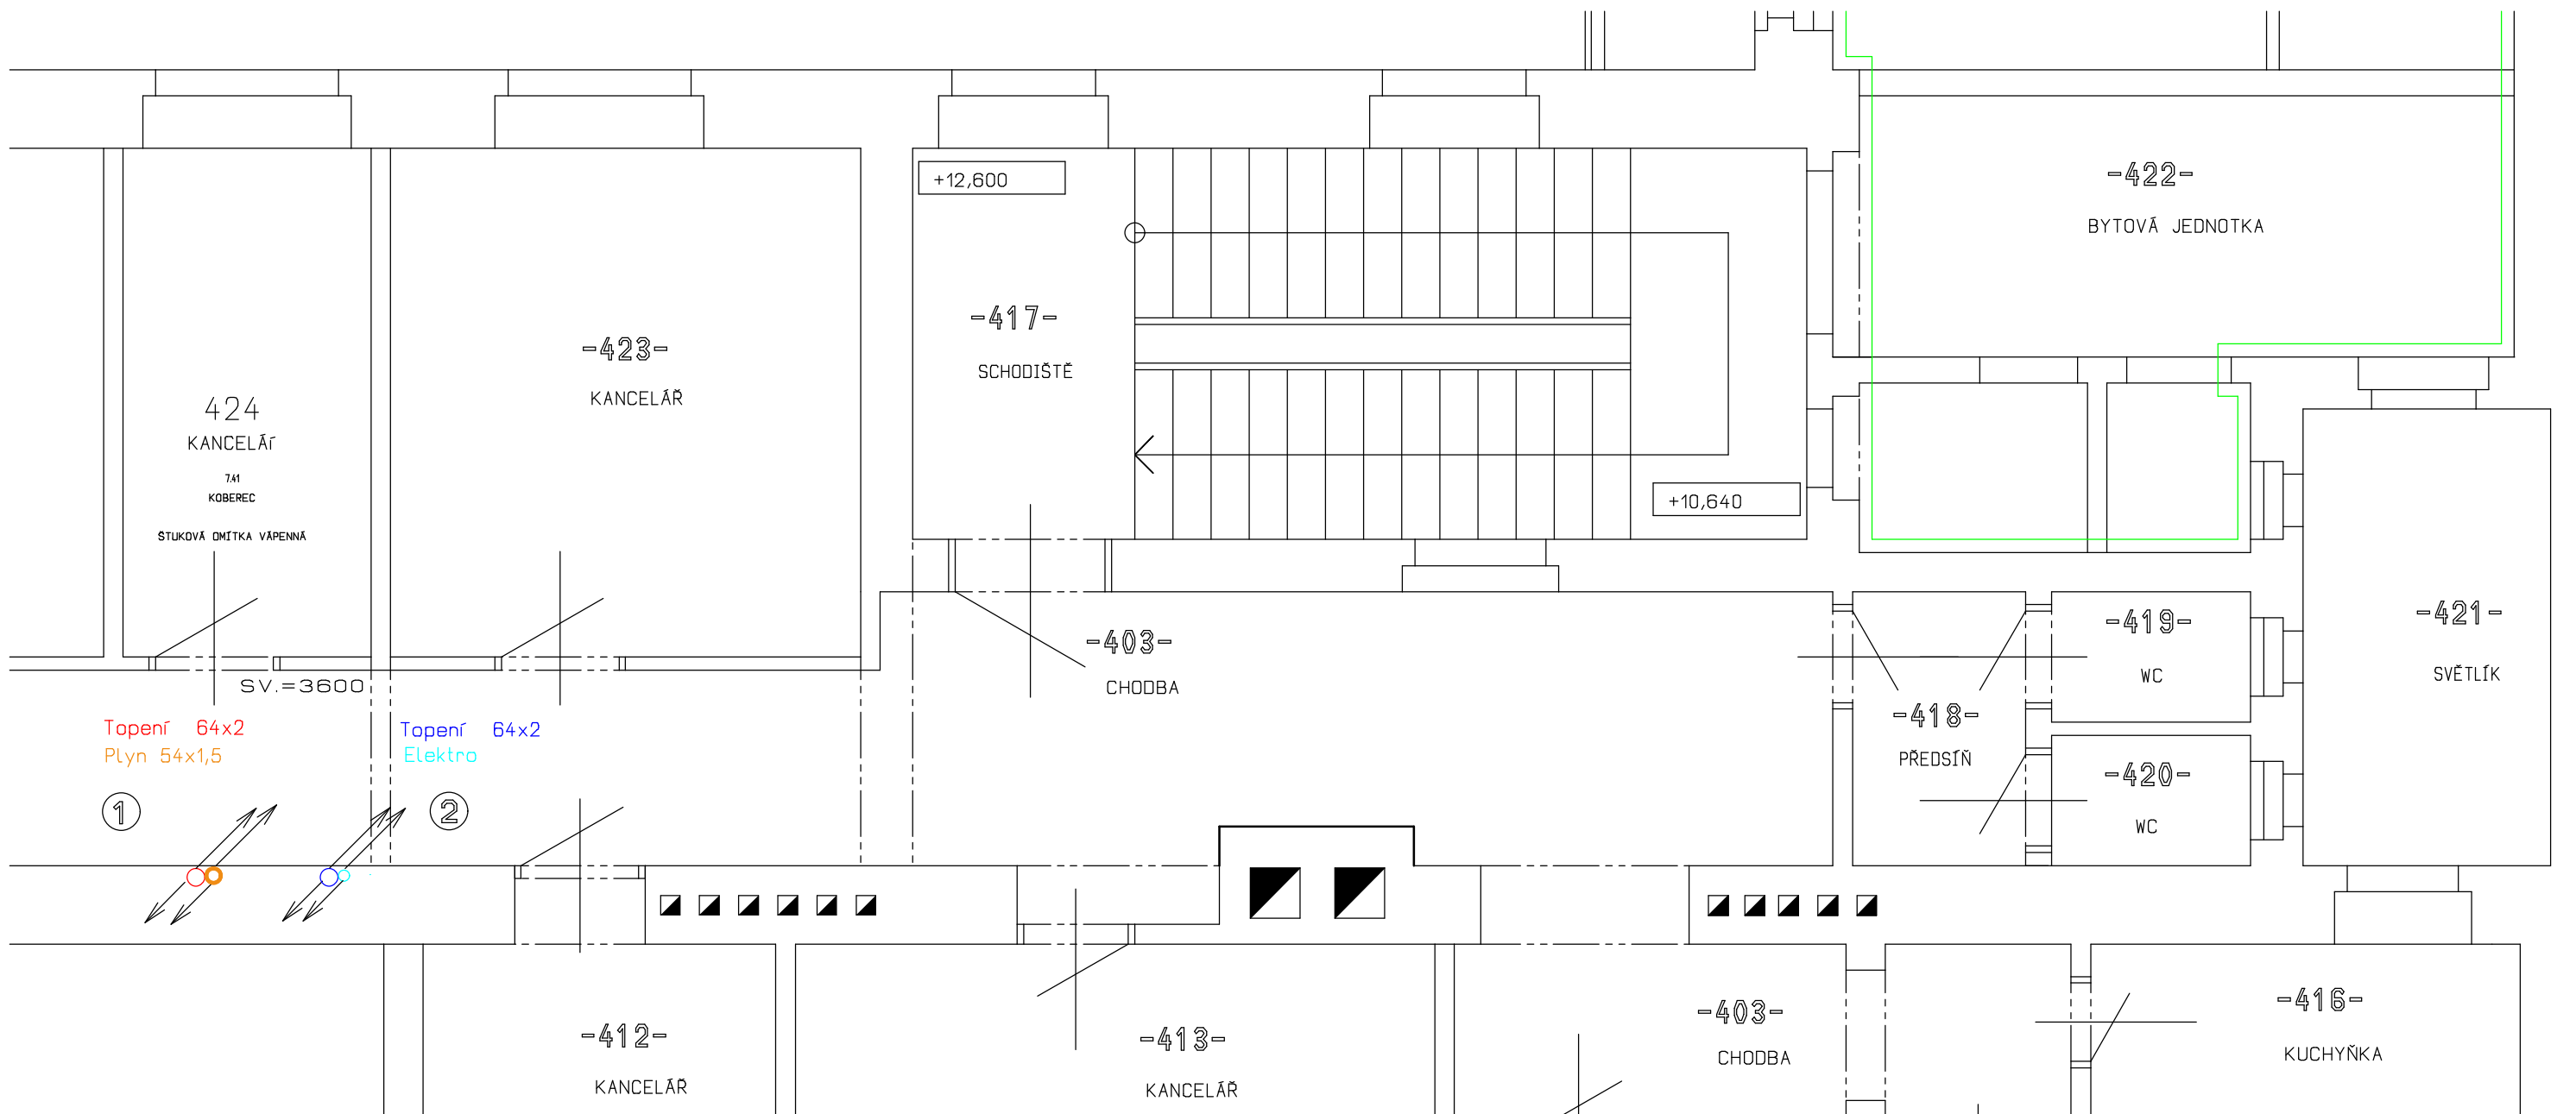 +12,600
-422-
BYTOVÁ JEDNOTKA
-417-
SCHODIŠTĚ
-423-
KANCELÁŘ
424
KANCELÁŕ
7.41
KOBEREC
ŠTUKOVÁ OMÍTKA VÁPENNÁ
+10,640
-403-
CHODBA
-419-
WC
-421-
SVĚTLÍK
SV.=3600
-418-
PŘEDSÍŇ
Topení 64x2
Plyn 54x1,5
Topení 64x2
Elektro
-420-
WC
1
2
-412-
KANCELÁŘ
-413-
KANCELÁŘ
-403-
CHODBA
-416-
KUCHYŇKA